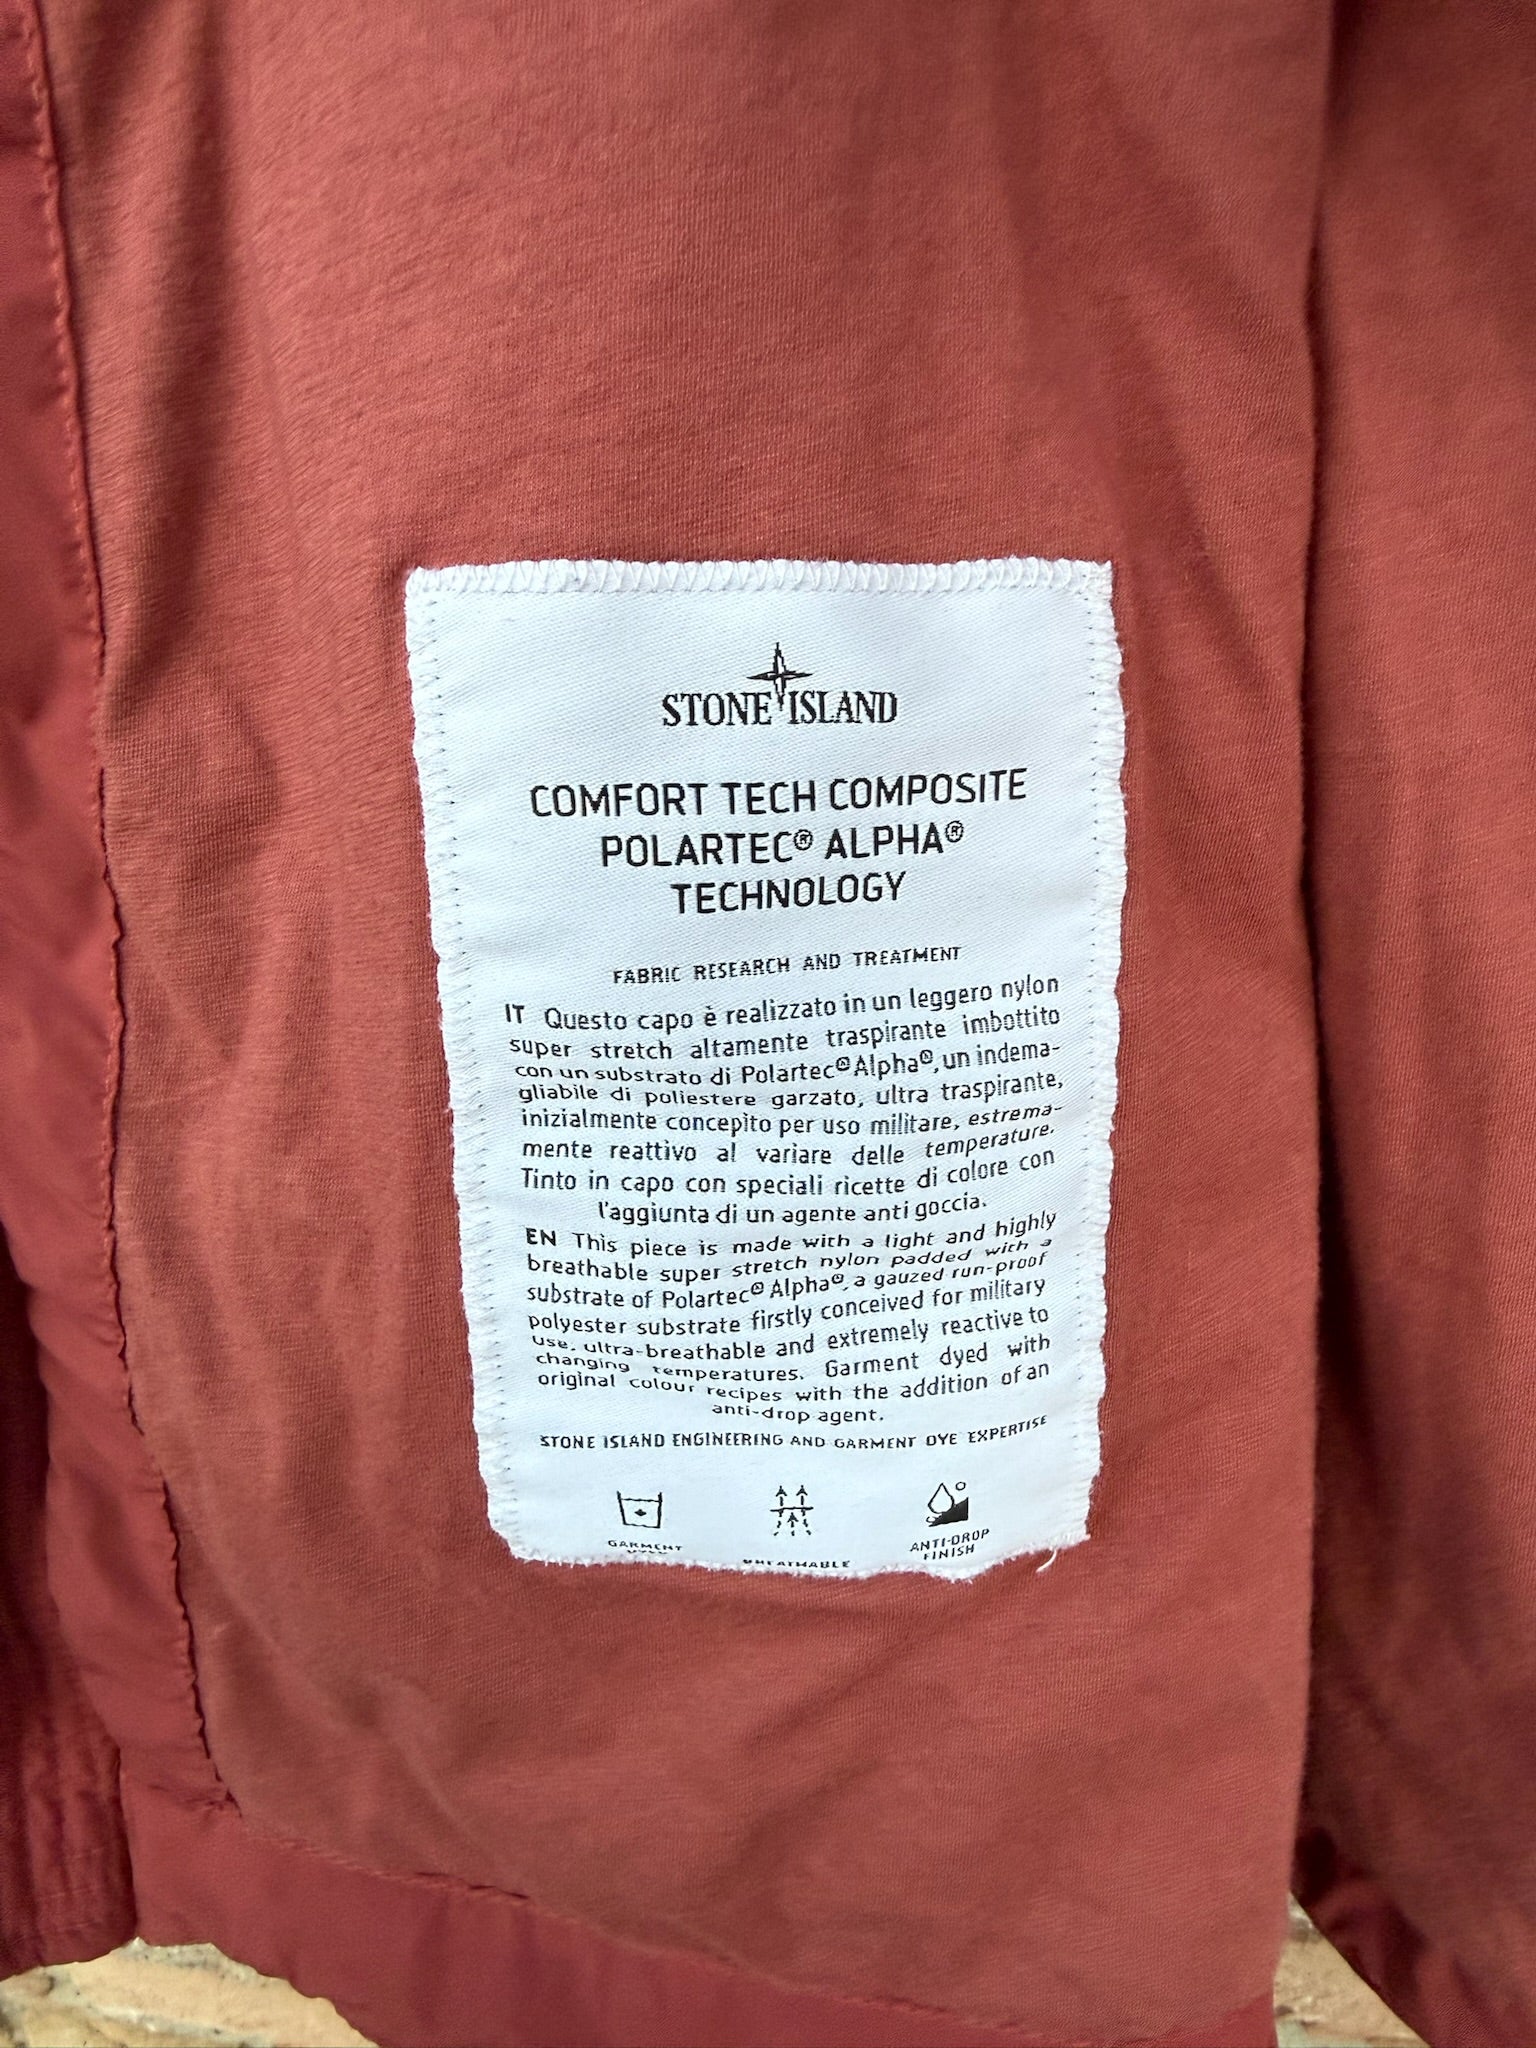 STONE ISLAND
COMFORT TECH COMPOSITE
POLARTEC® ALPHA®
TECHNOLOGY
FABRIC RESEARCH AND TREATMENT
IT Questo capo è realizzato in un leggero nylon
super stretch altamente traspirante imbottito
con un substrato di Polartec® Alpha®, un indema-
gliabile di poliestere garzato, ultra traspirante,
inizialmente concepito per uso militare, estrema-
mente reattivo al variare delle temperature.
Tinto in capo con speciali ricette di colore con
l'aggiunta di un agente anti goccia.
EN This piece is made with a light and highly
breathable super stretch nylon padded with a
substrate of Polartec® Alpha®, a gauzed run-proof
polyester substrate firstly conceived for military
use, ultra-breathable and extremely reactive to
changing temperatures. Garment dyed with
original colour recipes with the addition of an
anti-drop agent.
STONE ISLAND ENGINEERING AND GARMENT DYE EXPERTISE
GARMENT
BREATHABLE
ANTI-DROP
FINISH